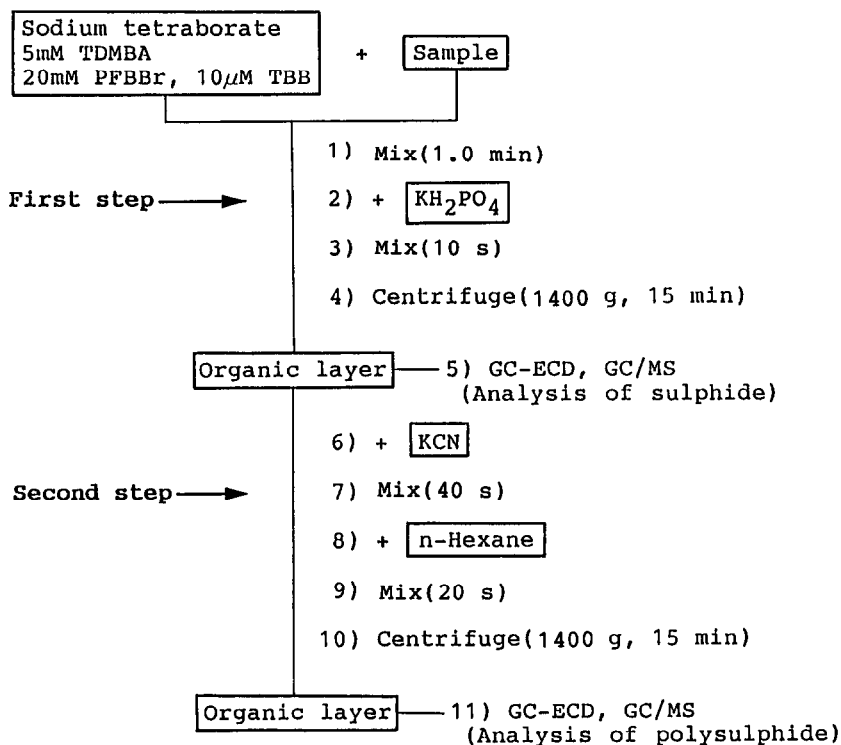 Sodium tetraborate
5mM TDMBA
20mM PFBBr, 10μM TBB
+
Sample
1) Mix(1.0 min)
First step
2) + KH₂PO₄
3) Mix(10 s)
4) Centrifuge(1400 g, 15 min)
Organic layer
5) GC-ECD, GC/MS
(Analysis of sulphide)
6) + KCN
Second step
7) Mix(40 s)
8) + n-Hexane
9) Mix(20 s)
10) Centrifuge(1400 g, 15 min)
Organic layer
11) GC-ECD, GC/MS
(Analysis of polysulphide)